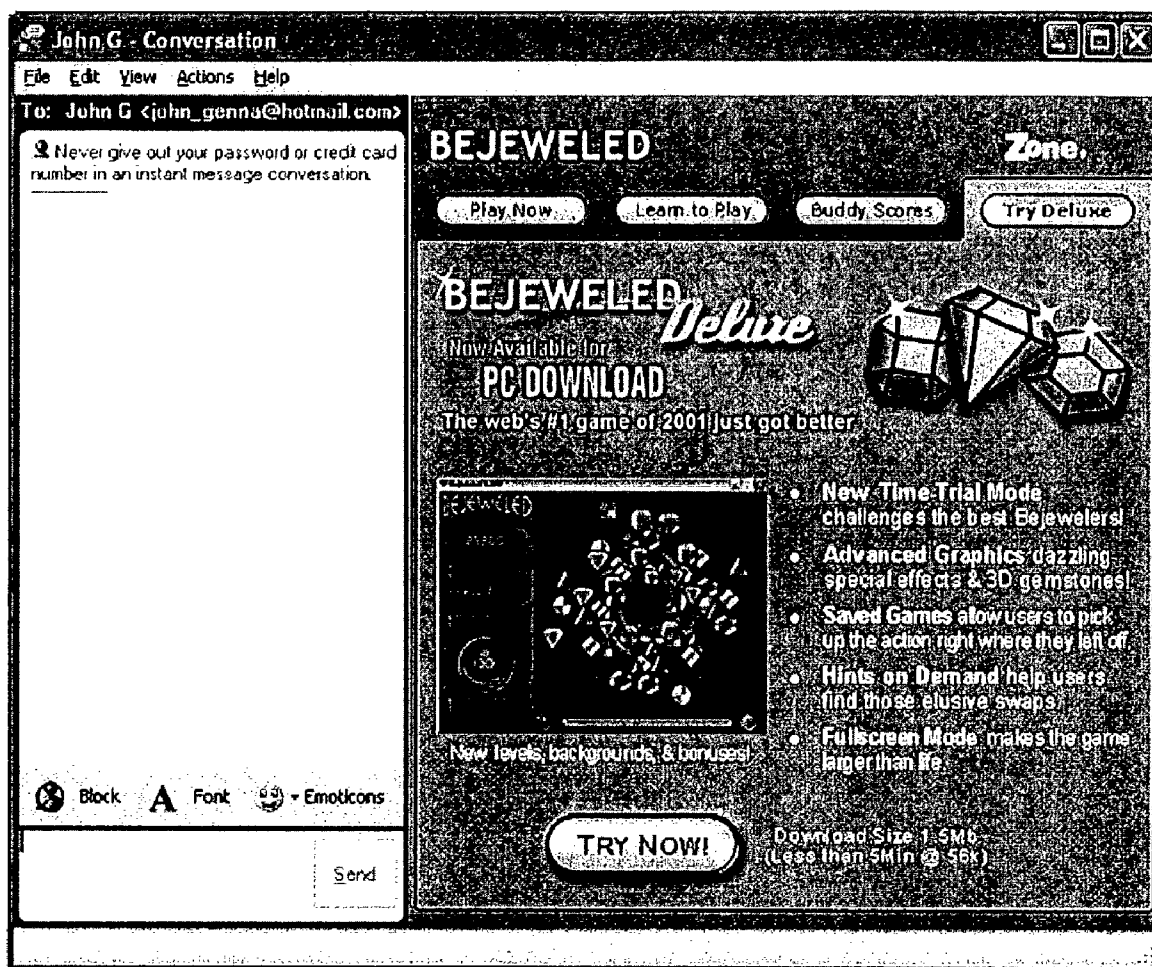 John G - Conversation
File Edit View Actions Help
To: John G <john_genna@hotmail.com>
Never give out your password or credit card
number in an instant message conversation.
Block A Font Emoticons
Send
BEJEWELED
Zone.
Play Now Learn to Play Buddy Scores Try Deluxe
BEJEWELED
Deluxe
Now Available for
PC DOWNLOAD
The web's #1 game of 2001 just got better
BEJEWELED
New levels, backgrounds, & bonuses!
• New Time-Trial Mode
challenges the best Bejewelers!
• Advanced Graphics dazzling
special effects & 3D gemstones!
• Saved Games allow users to pick
up the action right where they left off
• Hints on Demand help users
find those elusive swaps
• Fullscreen Mode makes the game
larger than life
TRY NOW!
Download Size 1.5Mb
(Less then 5Min @ 56k)